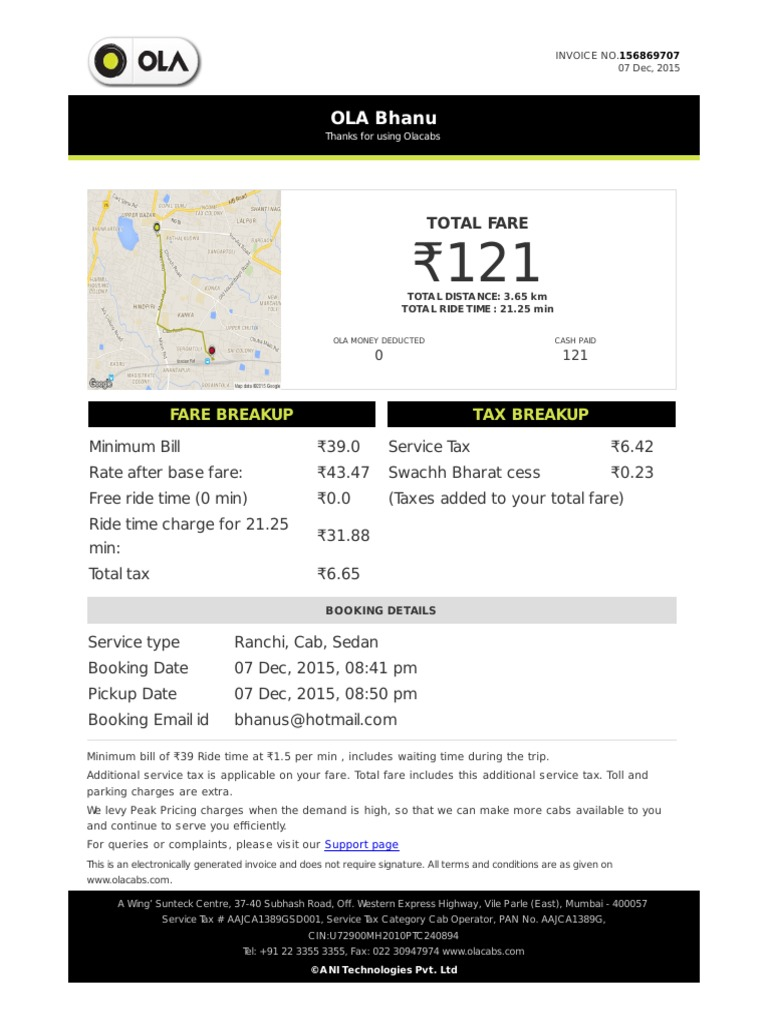 OLA
INVOICE NO.156869707
07 Dec, 2015
OLA Bhanu
Thanks for using Olacabs
TOTAL FARE
₹121
TOTAL DISTANCE: 3.65 km
TOTAL RIDE TIME : 21.25 min
OLA MONEY DEDUCTED CASH PAID
0 121
UPPER BAZAR
LALPUR
KANKA
HINDPIRI
Google
Map data ©2015 Google
FARE BREAKUP TAX BREAKUP
Minimum Bill ₹39.0 Service Tax ₹6.42
Rate after base fare: ₹43.47 Swachh Bharat cess ₹0.23
Free ride time (0 min) ₹0.0 (Taxes added to your total fare)
Ride time charge for 21.25
min: ₹31.88
Total tax ₹6.65
BOOKING DETAILS
Service type Ranchi, Cab, Sedan
Booking Date 07 Dec, 2015, 08:41 pm
Pickup Date 07 Dec, 2015, 08:50 pm
Booking Email id bhanus@hotmail.com
Minimum bill of ₹39 Ride time at ₹1.5 per min , includes waiting time during the trip.
Additional service tax is applicable on your fare. Total fare includes this additional service tax. Toll and
parking charges are extra.
We levy Peak Pricing charges when the demand is high, so that we can make more cabs available to you
and continue to serve you efficiently.
For queries or complaints, please visit our Support page
This is an electronically generated invoice and does not require signature. All terms and conditions are as given on
www.olacabs.com.
A Wing' Sunteck Centre, 37-40 Subhash Road, Off. Western Express Highway, Vile Parle (East), Mumbai - 400057
Service Tax # AAJCA1389GSD001, Service Tax Category Cab Operator, PAN No. AAJCA1389G,
CIN:U72900MH2010PTC240894
Tel: +91 22 3355 3355, Fax: 022 30947974 www.olacabs.com
©ANI Technologies Pvt. Ltd